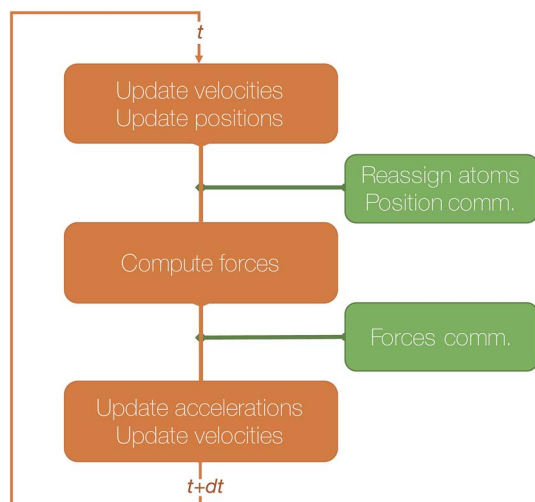 t
Update velocities
Update positions
Reassign atoms
Position comm.
Compute forces
Forces comm.
Update accelerations
Update velocities
t+dt